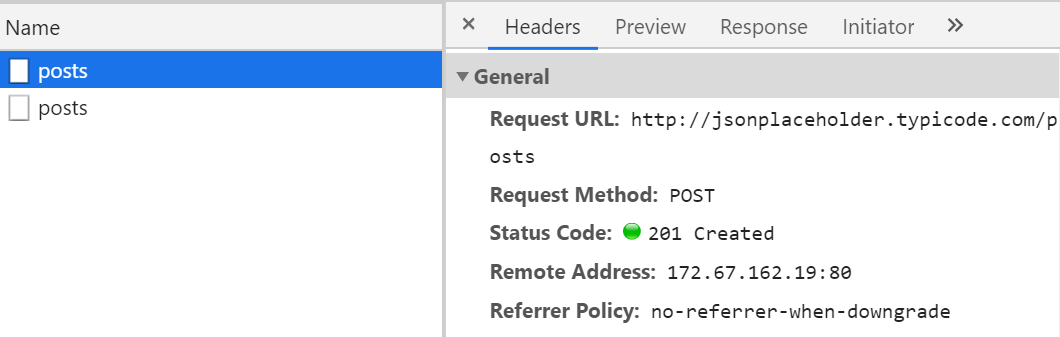 Name
posts
posts
Headers Preview Response Initiator
General
Request URL: http://jsonplaceholder.typicode.com/p
osts
Request Method: POST
Status Code: 201 Created
Remote Address: 172.67.162.19:80
Referrer Policy: no-referrer-when-downgrade